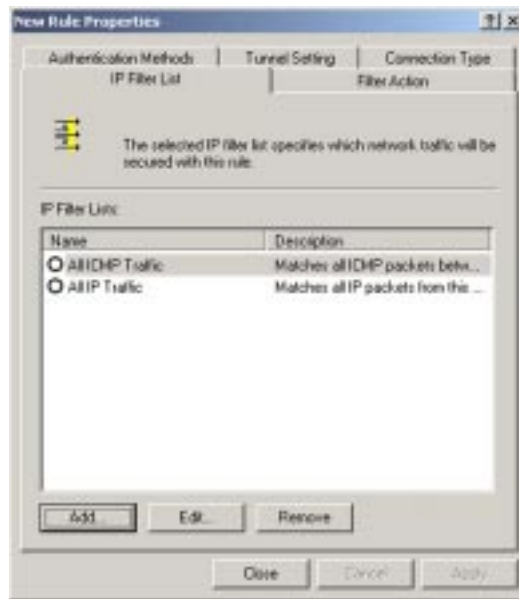 New Rule Properties
Authentication Methods
Tunnel Setting
Connection Type
IP Filter List
Filter Action
The selected IP filter list specifies which network traffic will be
secured with this rule.
IP Filter Lists:
Name
Description
All ICMP Traffic
Matches all ICMP packets betw...
All IP Traffic
Matches all IP packets from this ...
Add...
Edit...
Remove
Close
Cancel
Apply